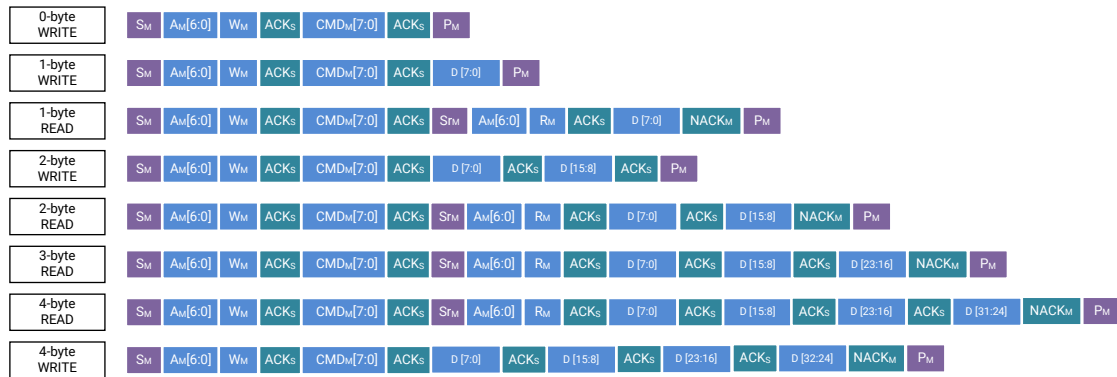 0-byte
WRITE
SM AM[6:0] WM ACKS CMDM[7:0] ACKS PM
1-byte
WRITE
SM AM[6:0] WM ACKS CMDM[7:0] ACKS D [7:0] PM
1-byte
READ
SM AM[6:0] WM ACKS CMDM[7:0] ACKS SrM AM[6:0] RM ACKS D [7:0] NACKM PM
2-byte
WRITE
SM AM[6:0] WM ACKS CMDM[7:0] ACKS D [7:0] ACKS D [15:8] ACKS PM
2-byte
READ
SM AM[6:0] WM ACKS CMDM[7:0] ACKS SrM AM[6:0] RM ACKS D [7:0] ACKS D [15:8] NACKM PM
3-byte
READ
SM AM[6:0] WM ACKS CMDM[7:0] ACKS SrM AM[6:0] RM ACKS D [7:0] ACKS D [15:8] ACKS D [23:16] NACKM PM
4-byte
READ
SM AM[6:0] WM ACKS CMDM[7:0] ACKS SrM AM[6:0] RM ACKS D [7:0] ACKS D [15:8] ACKS D [23:16] ACKS D [31:24] NACKM PM
4-byte
WRITE
SM AM[6:0] WM ACKS CMDM[7:0] ACKS D [7:0] ACKS D [15:8] ACKS D [23:16] ACKS D [32:24] NACKM PM